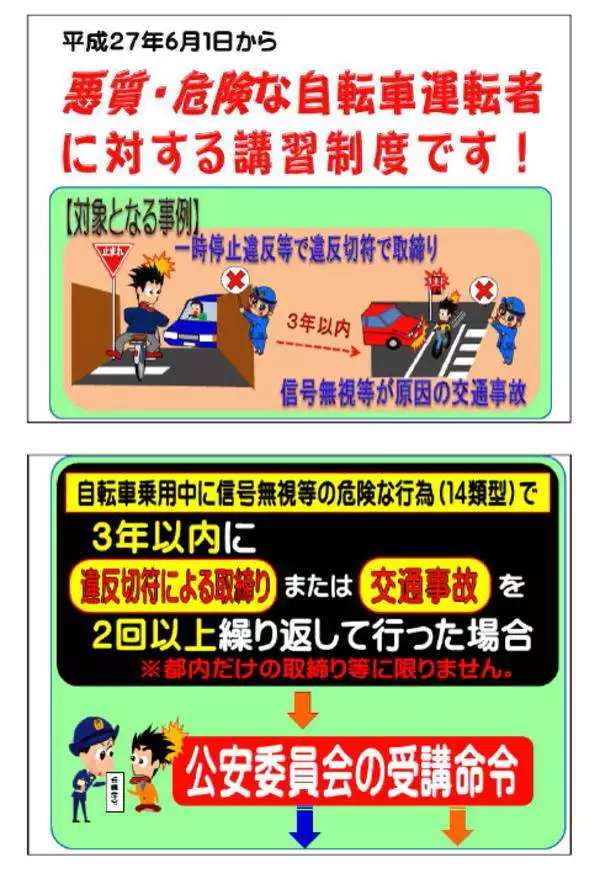 平成27年6月1日から
悪質・危険な自転車運転者
に対する講習制度です!
【対象となる事例】
一時停止違反等で違反切符で取締り
止まれ
3年以内
信号無視等が原因の交通事故
自転車乗用中に信号無視等の危険な行為(14類型)で
3年以内に
違反切符による取締り または 交通事故 を
2回以上繰り返して行った場合
※都内だけの取締り等に限りません。
公安委員会の受講命令